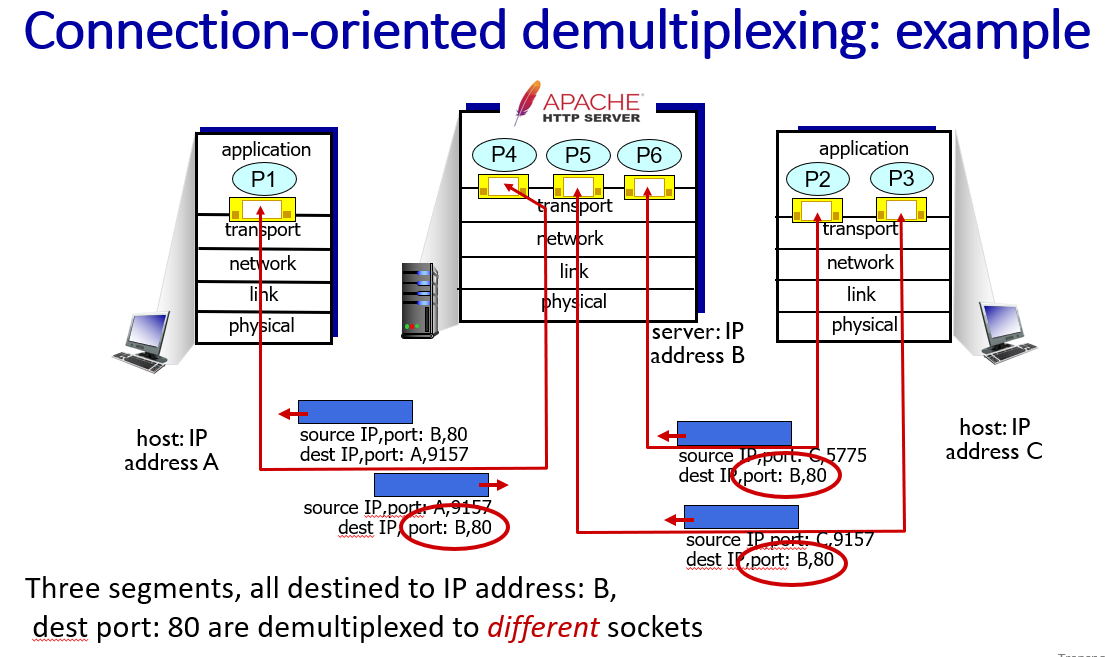 Connection-oriented demultiplexing: example
APACHE
HTTP SERVER
application
P1
transport
network
link
physical
P4 P5 P6
transport
network
link
physical
application
P2 P3
transport
network
link
physical
server: IP
address B
host: IP
address A
host: IP
address C
source IP,port: B,80
dest IP,port: A,9157
source IP,port: A,9157
dest IP, port: B,80
source IP,port: C,5775
dest IP,port: B,80
source IP,port: C,9157
dest IP,port: B,80
Three segments, all destined to IP address: B,
dest port: 80 are demultiplexed to different sockets